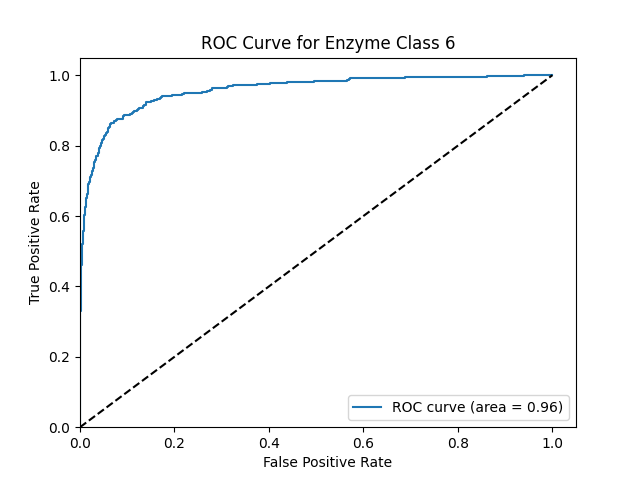 ROC Curve for Enzyme Class 6
True Positive Rate
1.0
0.8
0.6
0.4
0.2
0.0
ROC curve (area = 0.96)
0.0 0.2 0.4 0.6 0.8 1.0
False Positive Rate